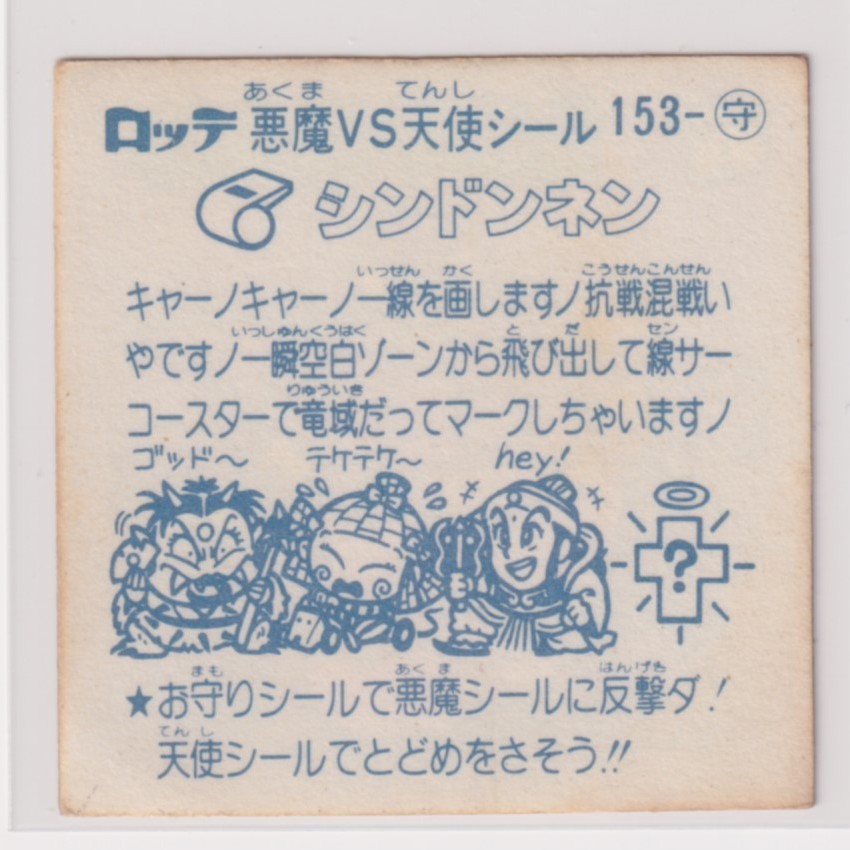 あくま てんし
ロッテ 悪魔VS天使シール 153-守
シンドンネン
いっせん かく こうせんこんせん
キャーノキャーノ一線を画しますノ抗戦混戦い
いっしゅんくうはく と だ セン
やですノ一瞬空白ゾーンから飛び出して線サー
りゅういき
コースターで竜域だってマークしちゃいますノ
ゴッド〜 テケテケ〜 hey!
?
まも あくま はんげき
★お守りシールで悪魔シールに反撃ダ!
てんし
天使シールでとどめをさそう!!